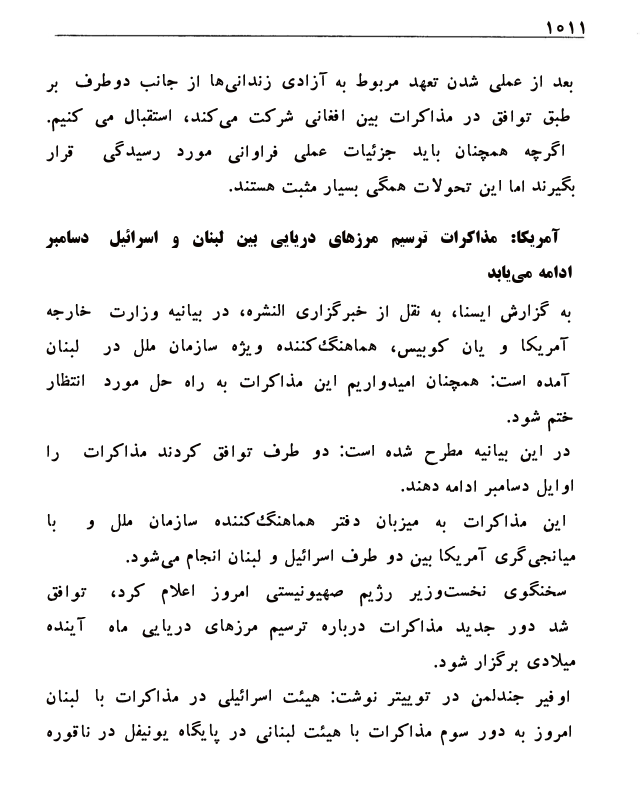 ۱۰۱۱
بعد از عملی شدن تعهد مربوط به آزادی زندانی‌ها از جانب دوطرف بر
طبق توافق در مذاکرات بین افغانی شرکت می‌کند، استقبال می کنیم.
اگرچه همچنان باید جزئیات عملی فراوانی مورد رسیدگی قرار
بگیرند اما این تحولات همگی بسیار مثبت هستند.
آمریکا: مذاکرات ترسیم مرزهای دریایی بین لبنان و اسرائیل دسامبر
ادامه می‌یابد
به گزارش ایسنا، به نقل از خبرگزاری النشره، در بیانیه وزارت خارجه
آمریکا و یان کوبیس، هماهنگ‌کننده ویژه سازمان ملل در لبنان
آمده است: همچنان امیدواریم این مذاکرات به راه حل مورد انتظار
ختم شود.
در این بیانیه مطرح شده است: دو طرف توافق کردند مذاکرات را
اوایل دسامبر ادامه دهند.
این مذاکرات به میزبان دفتر هماهنگ‌کننده سازمان ملل و با
میانجی‌گری آمریکا بین دو طرف اسرائیل و لبنان انجام می‌شود.
سخنگوی نخست‌وزیر رژیم صهیونیستی امروز اعلام کرد، توافق
شد دور جدید مذاکرات درباره ترسیم مرزهای دریایی ماه آینده
میلادی برگزار شود.
اوفیر جندلمن در توییتر نوشت: هیئت اسرائیلی در مذاکرات با لبنان
امروز به دور سوم مذاکرات با هیئت لبنانی در پایگاه یونیفل در ناقوره